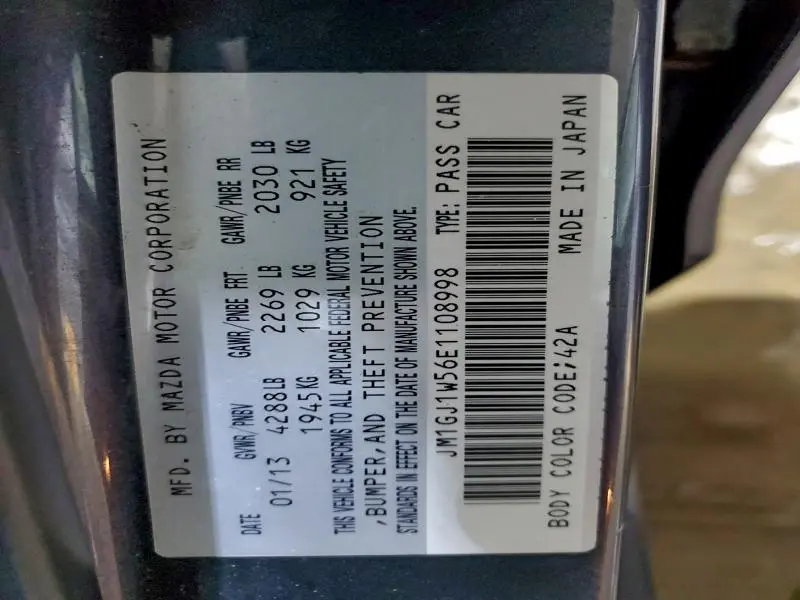 MFD. BY MAZDA MOTOR CORPORATION
DATE GVWR/PNBV GAWR/PNBE FRT GAWR/PNBE RR
01/13 4288LB 2269 LB 2030 LB
1945KG 1029 KG 921 KG
THIS VEHICLE CONFORMS TO ALL APPLICABLE FEDERAL MOTOR VEHICLE SAFETY
,BUMPER,AND THEFT PREVENTION
STANDARDS IN EFFECT ON THE DATE OF MANUFACTURE SHOWN ABOVE.
JM1GJ1W56E1108998 TYPE: PASS CAR
BODY COLOR CODE;42A MADE IN JAPAN